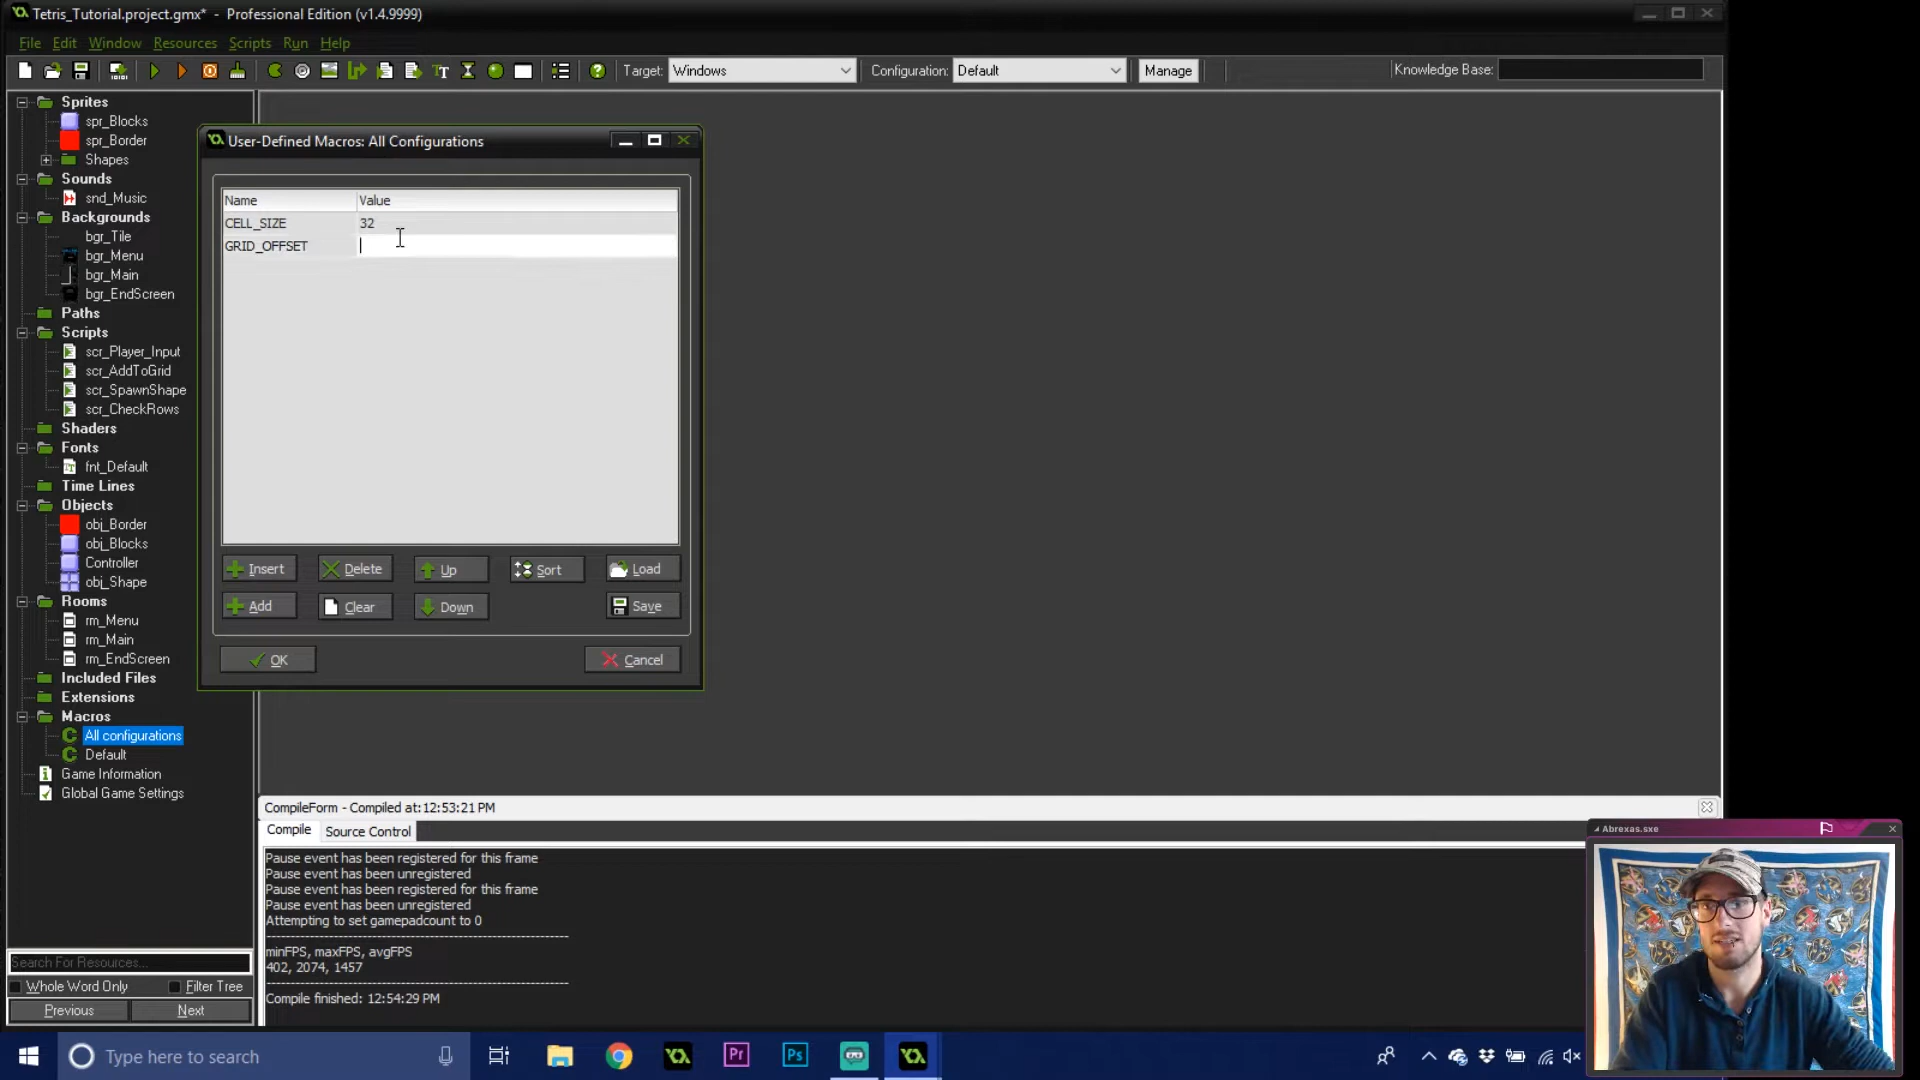 Tetris_Tutorial.project.gmx* - Professional Edition (v1.4.9999)
File Edit Window Resources Scripts Run Help
Target: Windows Configuration: Default Manage Knowledge Base:
Sprites
spr_Blocks
spr_Border
Shapes
Sounds
snd_Music
Backgrounds
bgr_Tile
bgr_Menu
bgr_Main
bgr_EndScreen
Paths
Scripts
scr_Player_Input
scr_AddToGrid
scr_SpawnShape
scr_CheckRows
Shaders
Fonts
fnt_Default
Time Lines
Objects
obj_Border
obj_Blocks
Controller
obj_Shape
Rooms
rm_Menu
rm_Main
rm_EndScreen
Included Files
Extensions
Macros
All configurations
Default
Game Information
Global Game Settings
Search For Resources...
Whole Word Only Filter Tree
Previous Next
User-Defined Macros: All Configurations
Name Value
CELL_SIZE 32
GRID_OFFSET
Insert Delete Up Sort Load
Add Clear Down Save
OK Cancel
CompileForm - Compiled at: 12:53:21 PM
Compile Source Control
Pause event has been registered for this frame
Pause event has been unregistered
Pause event has been registered for this frame
Pause event has been unregistered
Attempting to set gamepadcount to 0
minFPS, maxFPS, avgFPS
402, 2074, 1457
Compile finished: 12:54:29 PM
Abrexas.sxe
Type here to search
Pr
Ps